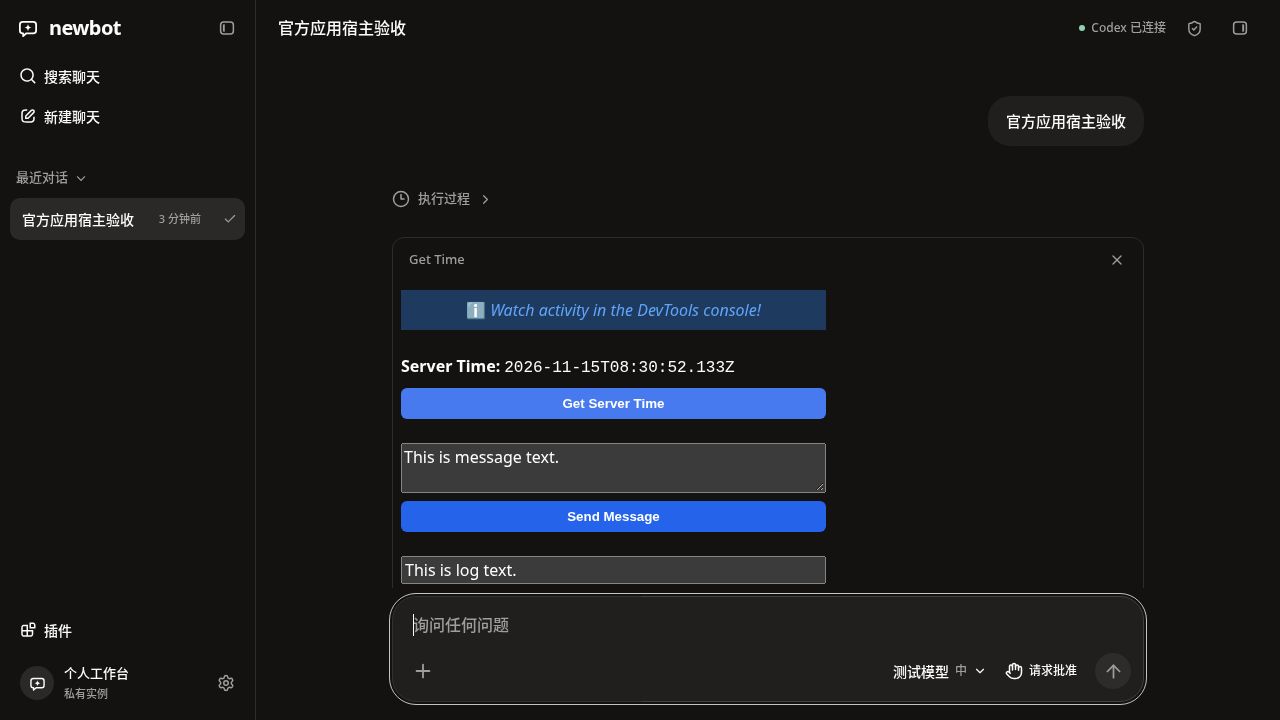 newbot
搜索聊天
新建聊天
最近对话
官方应用宿主验收 3 分钟前
插件
个人工作台
私有实例
官方应用宿主验收
Codex 已连接
官方应用宿主验收
执行过程
Get Time
ℹ️ Watch activity in the DevTools console!
Server Time: 2026-11-15T08:30:52.133Z
Get Server Time
This is message text.
Send Message
This is log text.
询问任何问题
测试模型 中
请求批准